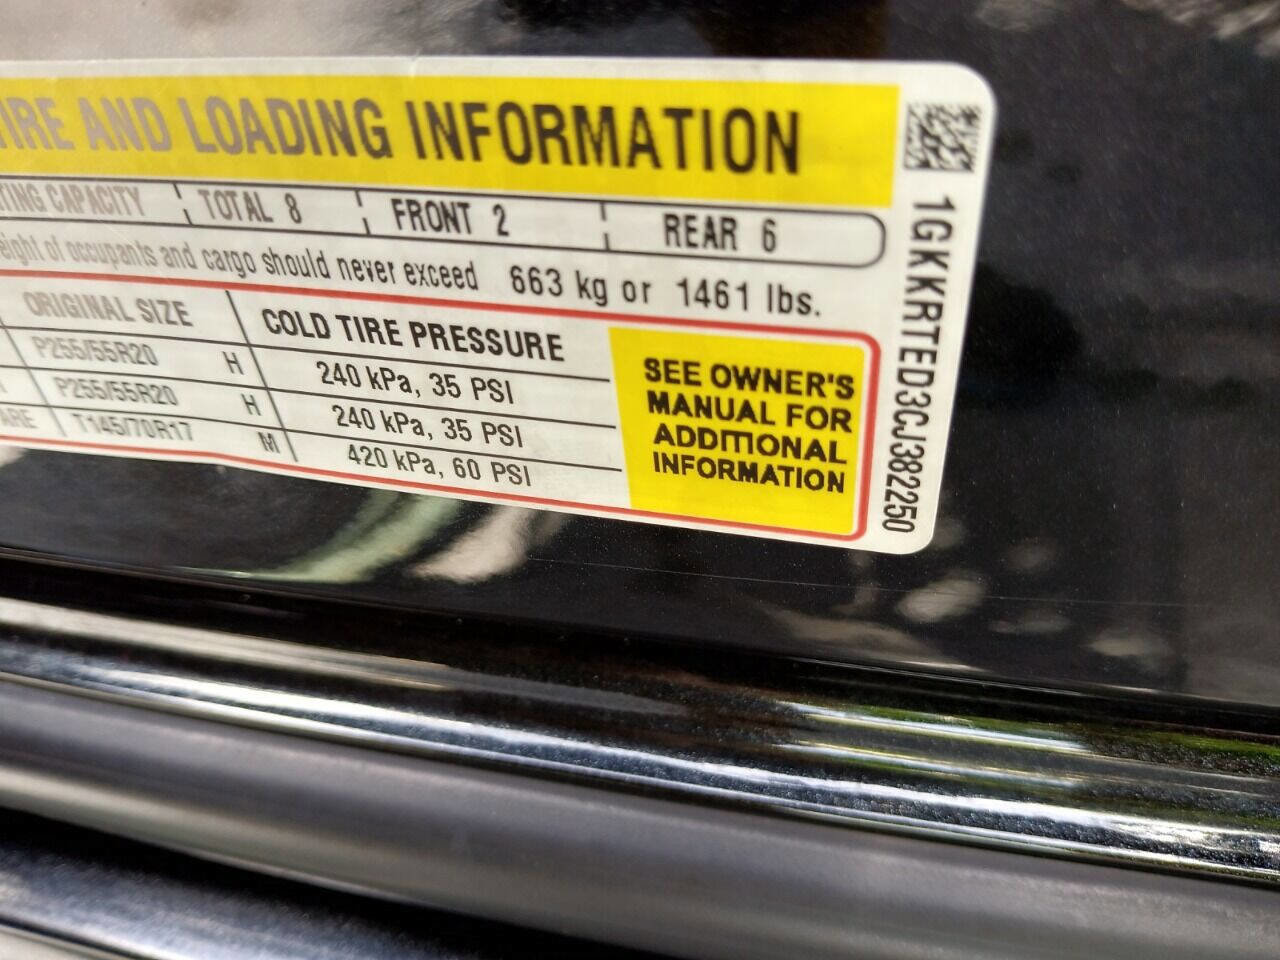 TIRE AND LOADING INFORMATION
TING CAPACITY TOTAL 8 FRONT 2 REAR 6
eight of occupants and cargo should never exceed 663 kg or 1461 lbs.
ORIGINAL SIZE COLD TIRE PRESSURE
P255/55R20 H 240 kPa, 35 PSI
P255/55R20 H 240 kPa, 35 PSI
ARE T145/70R17 M 420 kPa, 60 PSI
SEE OWNER'S
MANUAL FOR
ADDITIONAL
INFORMATION
1GKKRTED3CJ382250